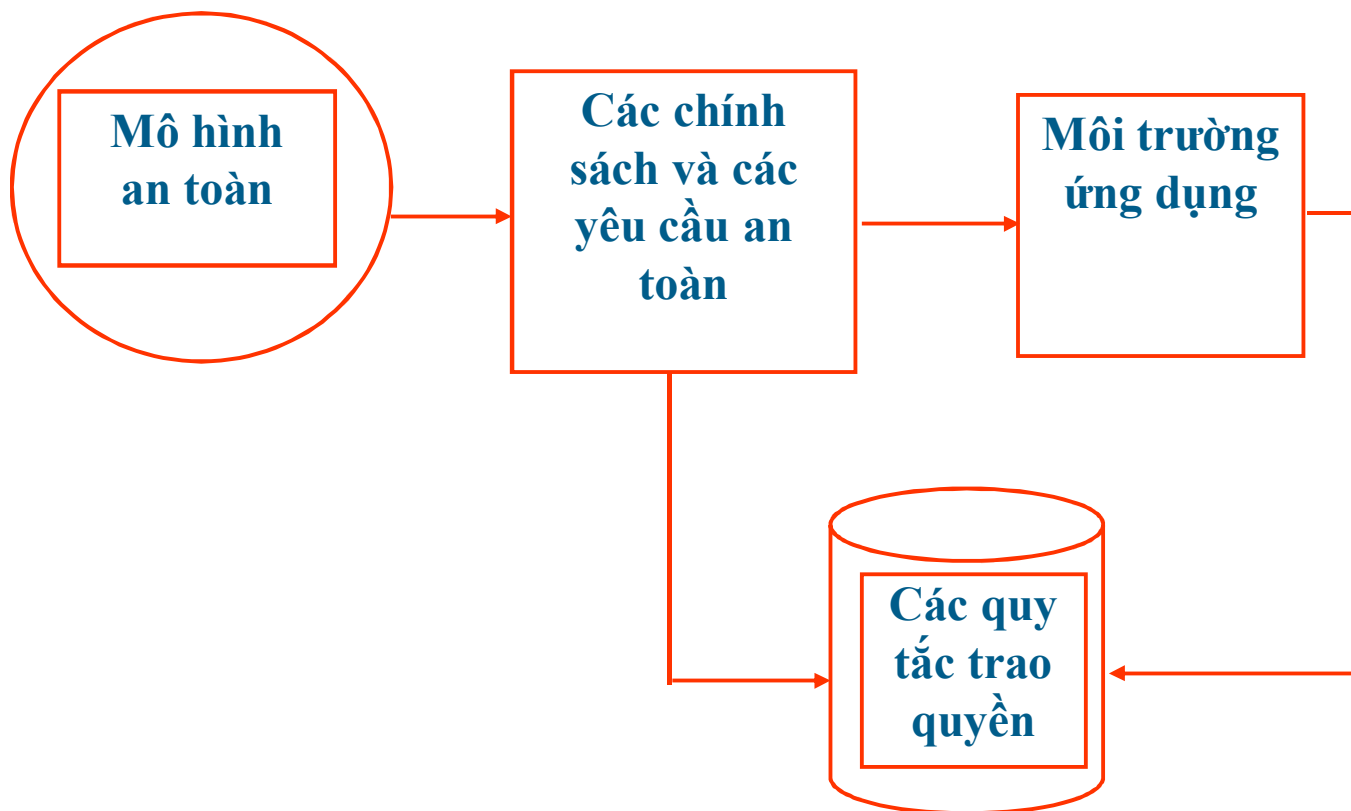 Mô hình
an toàn
Các chính
sách và các
yêu cầu an
toàn
Môi trường
ứng dụng
Các quy
tắc trao
quyền